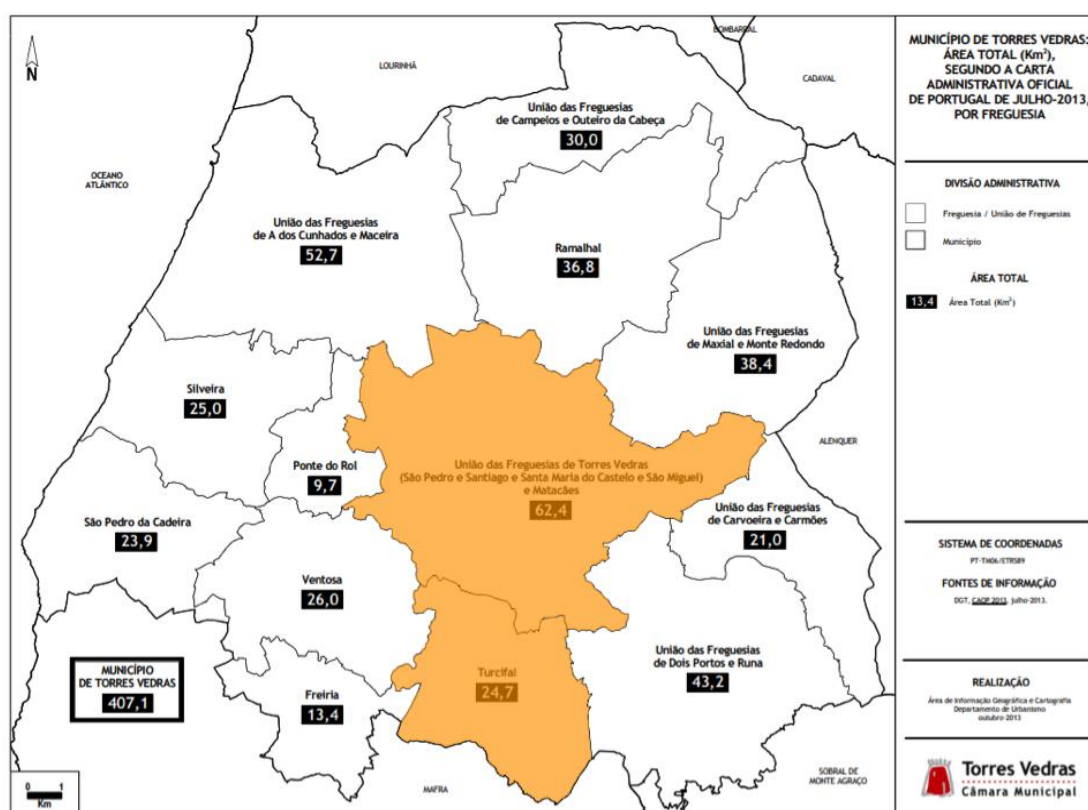 N
LOURINHÃ
BOMBARRAL
CADAVAL
OCEANO
ATLÂNTICO
União das Freguesias
de Campelos e Outeiro da Cabeça
30,0
União das Freguesias
de A dos Cunhados e Maceira
52,7
Ramalhal
36,8
União das Freguesias
de Maxial e Monte Redondo
38,4
Silveira
25,0
ALENQUER
Ponte do Rol
9,7
União das Freguesias de Torres Vedras
(São Pedro e Santiago e Santa Maria do Castelo e São Miguel)
e Matacães
62,4
São Pedro da Cadeira
23,9
União das Freguesias
de Carvoeira e Carmões
21,0
Ventosa
26,0
União das Freguesias
de Dois Portos e Runa
43,2
MUNICÍPIO
DE TORRES VEDRAS
407,1
Turcifal
24,7
Freiria
13,4
MAFRA
SOBRAL DE
MONTE AGRAÇO
0 1
Km
MUNICÍPIO DE TORRES VEDRAS:
ÁREA TOTAL (Km²),
SEGUNDO A CARTA
ADMINISTRATIVA OFICIAL
DE PORTUGAL DE JULHO-2013,
POR FREGUESIA
DIVISÃO ADMINISTRATIVA
Freguesia / União de Freguesias
Município
ÁREA TOTAL
13,4 Área Total (Km²)
SISTEMA DE COORDENADAS
PT-TM06/ETRS89
FONTES DE INFORMAÇÃO
DGT, CAOP 2013, julho-2013.
REALIZAÇÃO
Área de Informação Geográfica e Cartografia
Departamento de Urbanismo
outubro-2013
Torres Vedras
Câmara Municipal